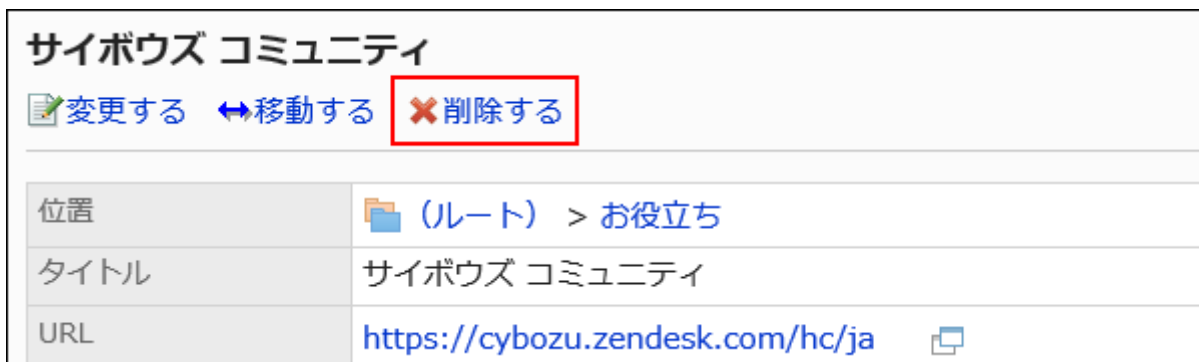 サイボウズ コミュニティ
変更する 移動する 削除する
位置 (ルート) > お役立ち
タイトル サイボウズ コミュニティ
URL https://cybozu.zendesk.com/hc/ja